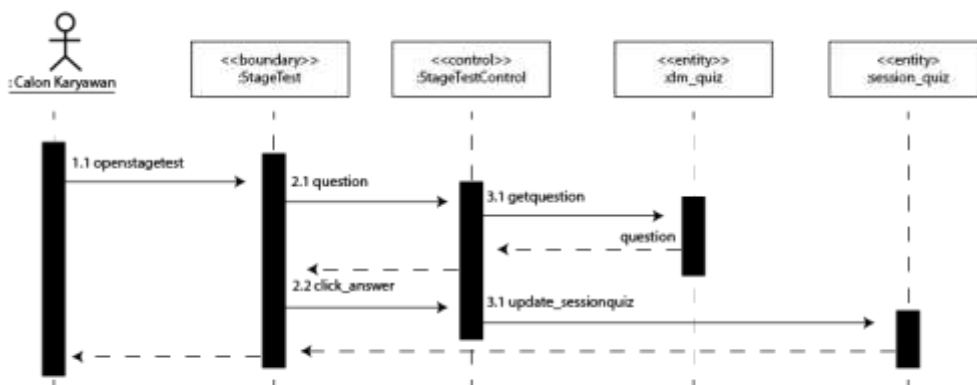 : Calon Karyawan
<<boundary>>
:StageTest
<<control>>
:StageTestControl
<<entity>>
:dm_quiz
<<entity>
:session_quiz
1.1 openstagetest
2.1 question
3.1 getquestion
question
2.2 click_answer
3.1 update_sessionquiz